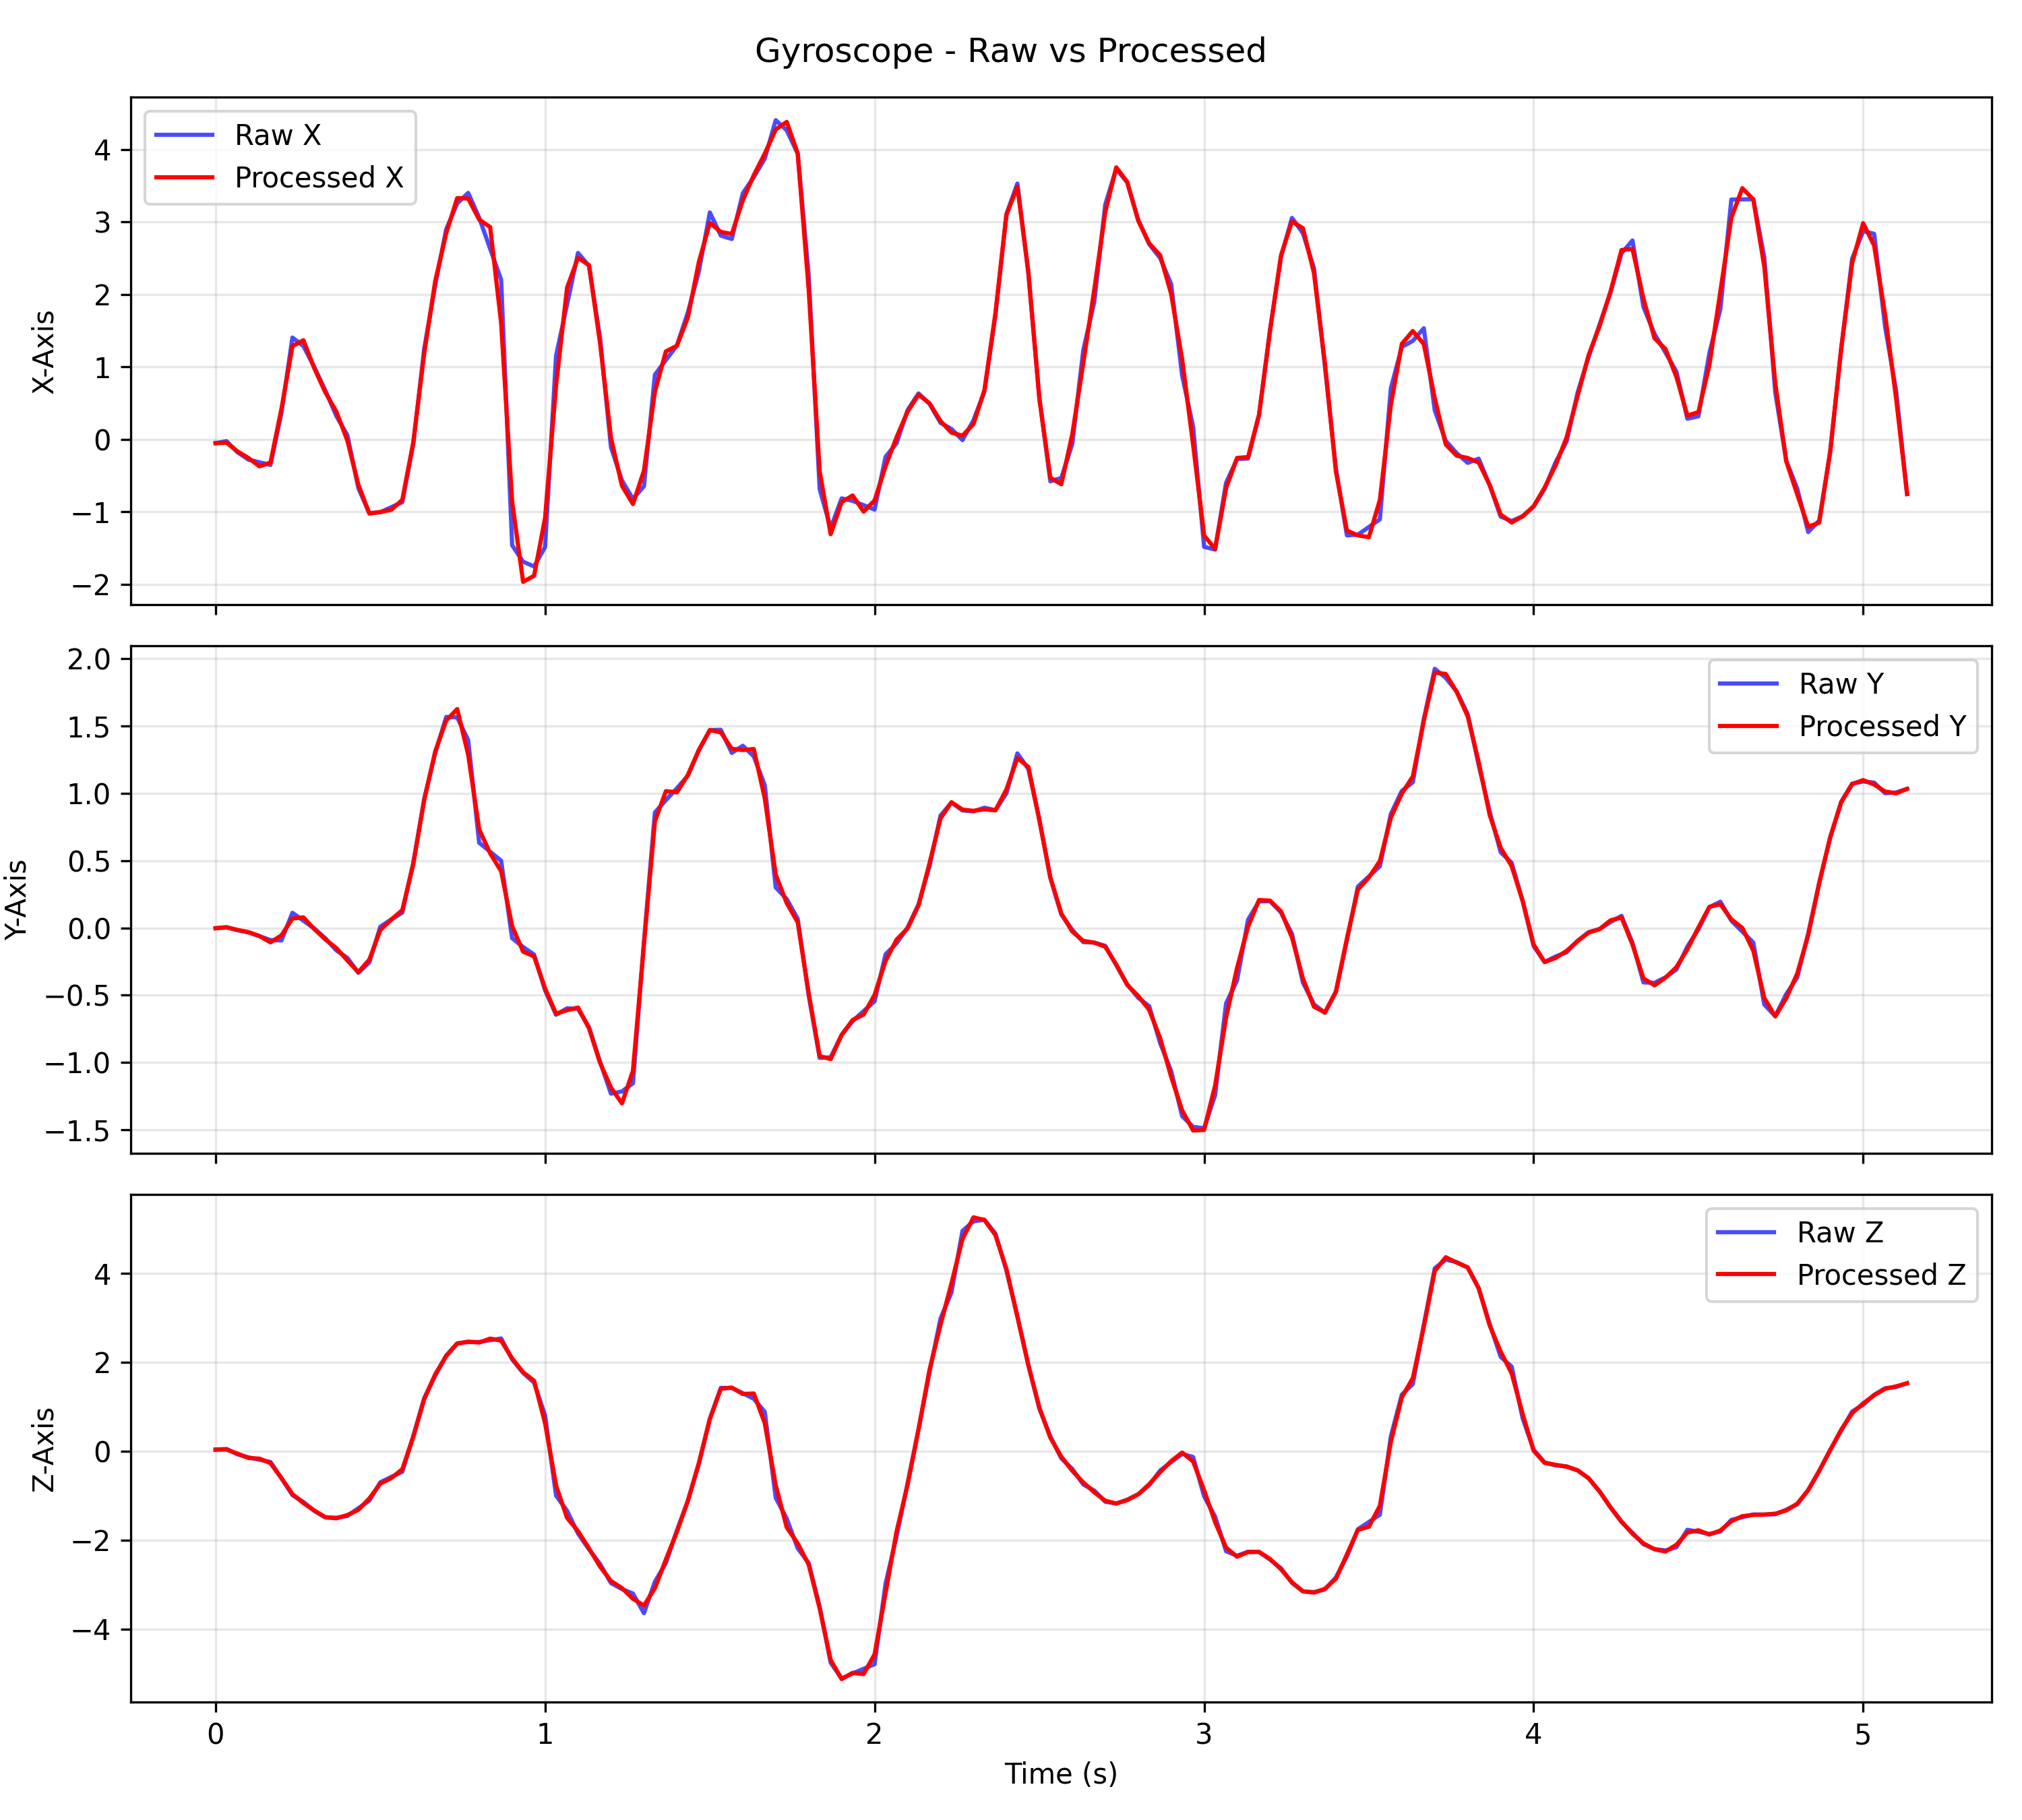 Gyroscope - Raw vs Processed
Raw X
Processed X
X-Axis
4
3
2
1
0
−1
−2
Raw Y
Processed Y
Y-Axis
2.0
1.5
1.0
0.5
0.0
−0.5
−1.0
−1.5
Raw Z
Processed Z
Z-Axis
4
2
0
−2
−4
0 1 2 3 4 5
Time (s)